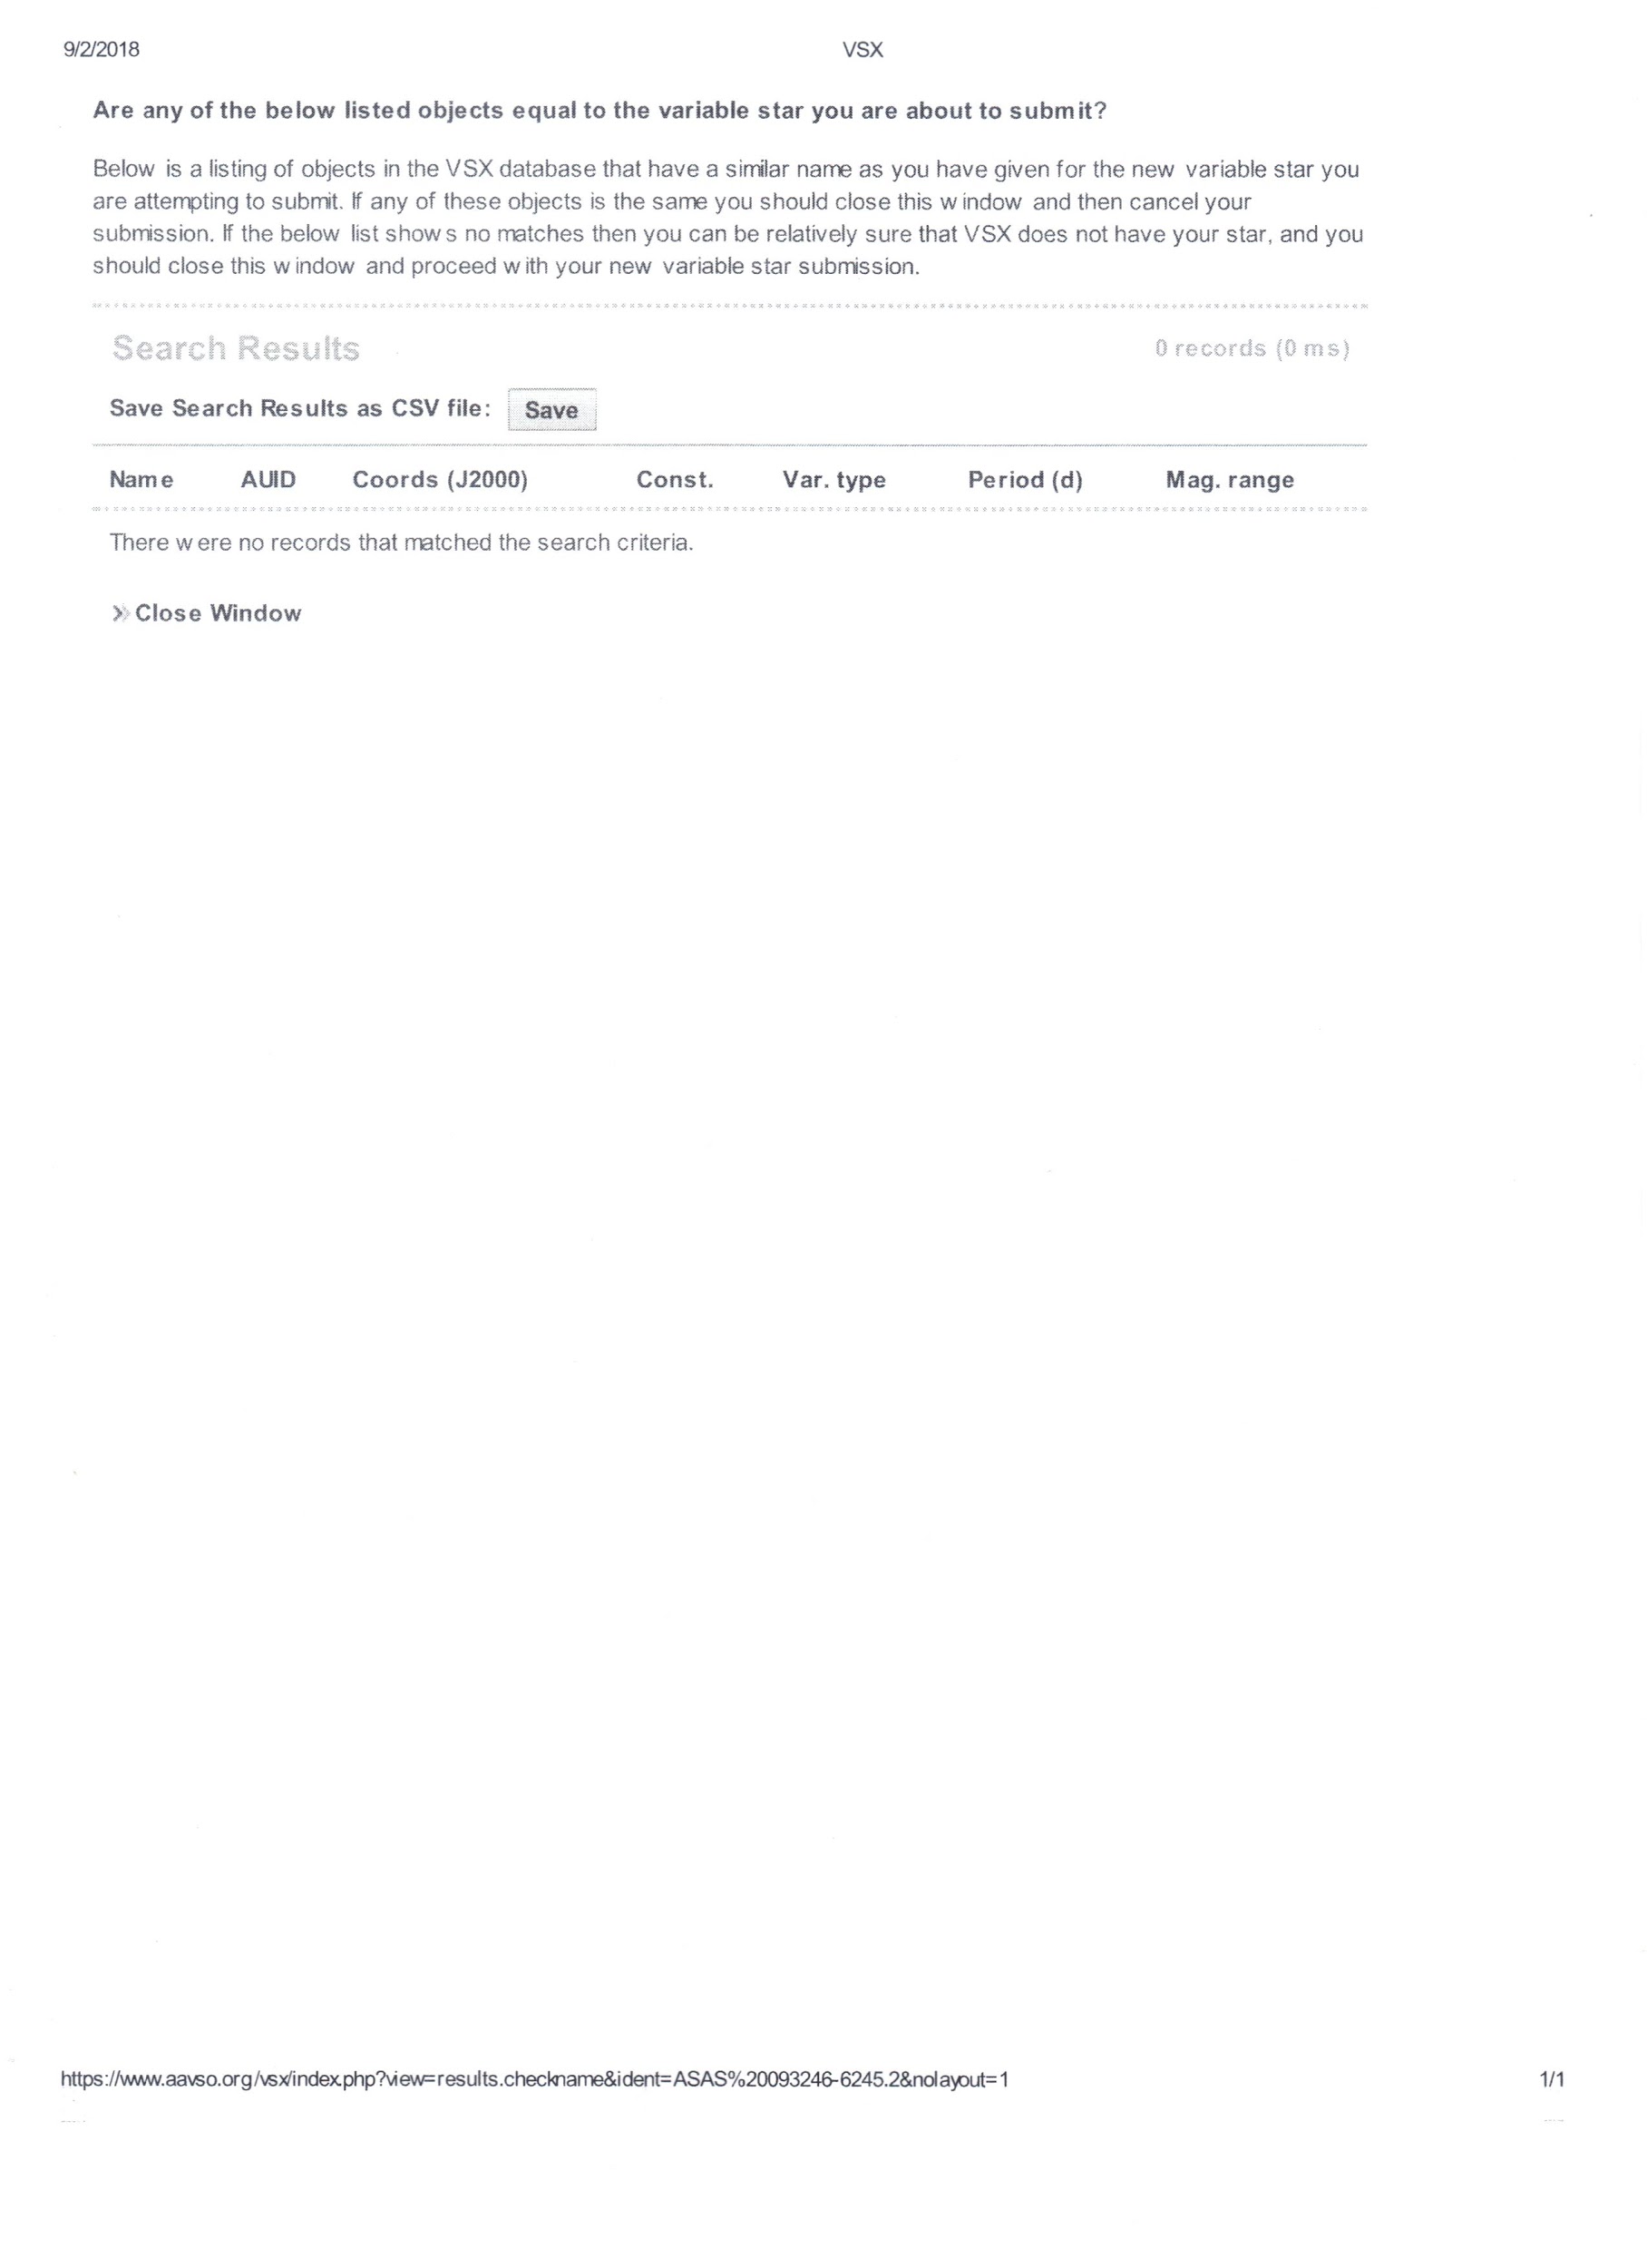 9/2/2018
VSX
Are any of the below listed objects equal to the variable star you are about to submit?
Below is a listing of objects in the VSX database that have a similar name as you have given for the new variable star you
are attempting to submit. If any of these objects is the same you should close this window and then cancel your
submission. If the below list shows no matches then you can be relatively sure that VSX does not have your star, and you
should close this window and proceed with your new variable star submission.
Search Results
0 records (0 ms)
Save Search Results as CSV file: Save
Name AUID Coords (J2000) Const. Var. type Period (d) Mag. range
There were no records that matched the search criteria.
» Close Window
https://www.aavso.org/vsx/index.php?view=results.checkname&ident=ASAS%20093246-6245.2&nolayout=1
1/1